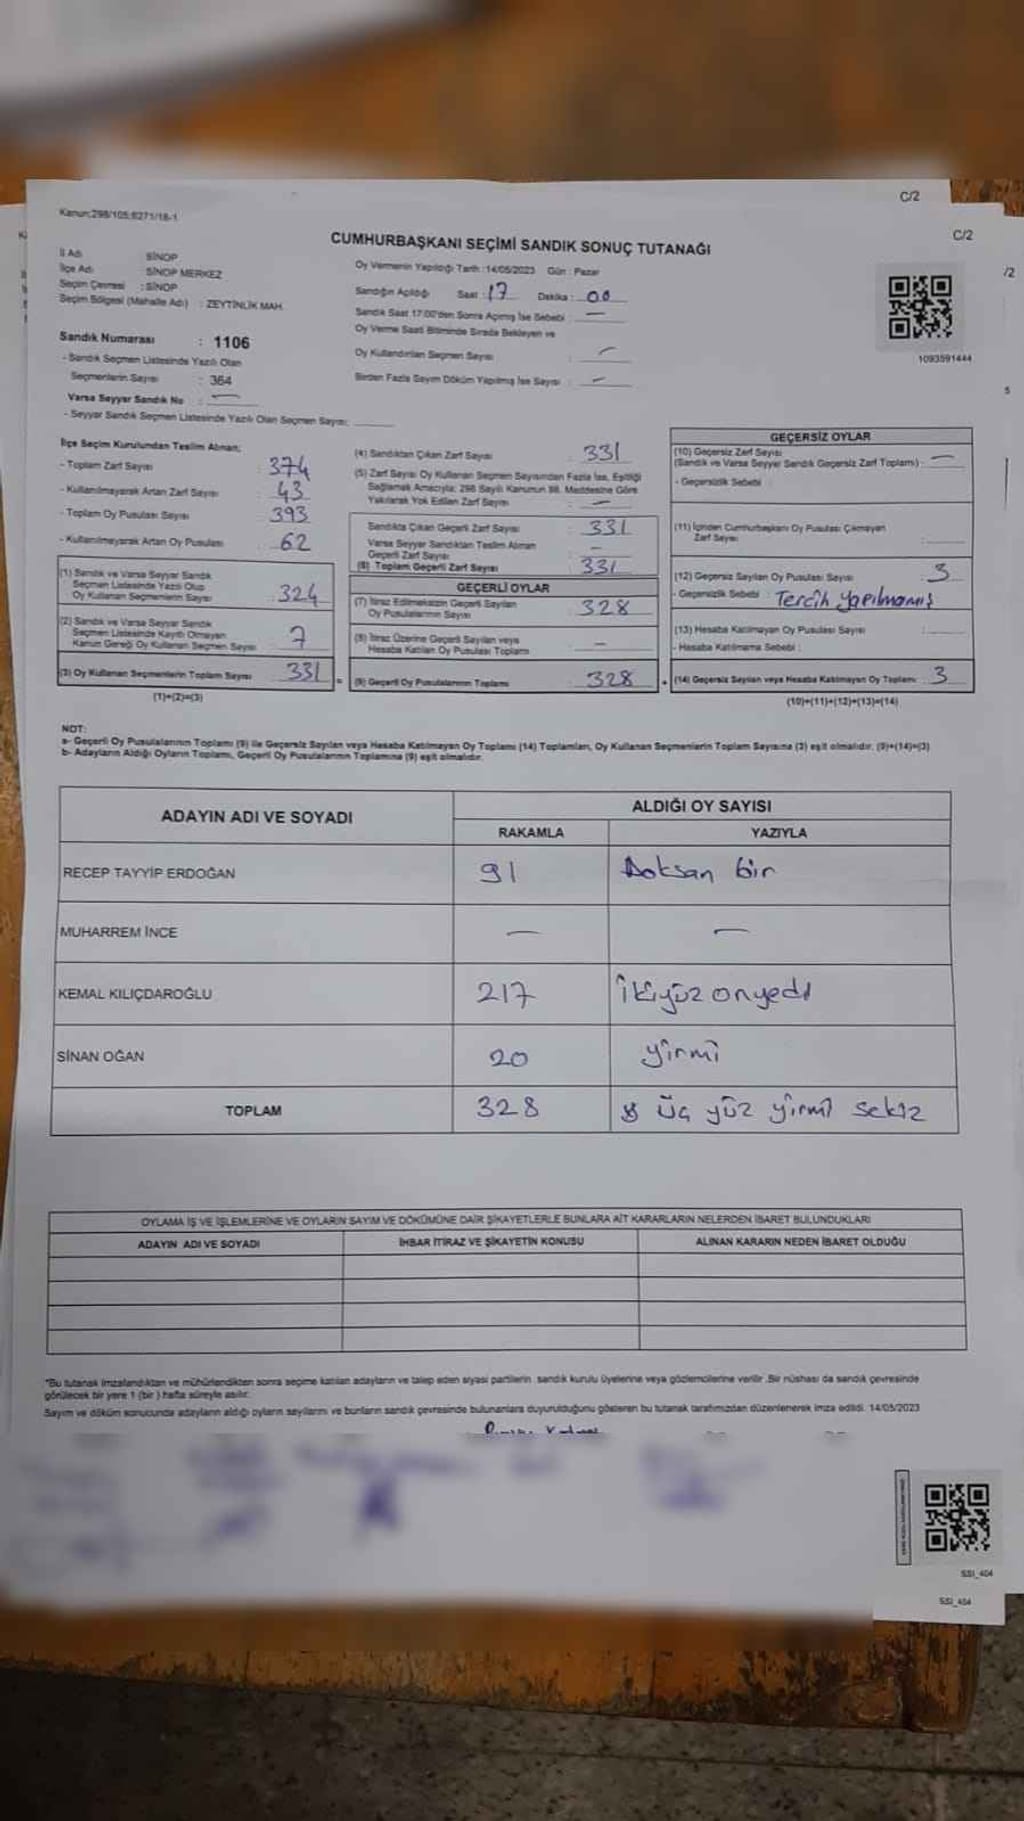 C/2
C/2
/2
Kanun:298/105;6271/18-1
CUMHURBAŞKANI SEÇİMİ SANDIK SONUÇ TUTANAĞI
İl Adı SİNOP
İlçe Adı SİNOP MERKEZ
Seçim Çevresi : SİNOP
Seçim Bölgesi (Mahalle Adı) : ZEYTİNLİK MAH.
Oy Vermenin Yapıldığı Tarih :14/05/2023 Gün : Pazar
Sandığın Açıldığı Saat : 17 Dakika : 00
Sandık Saat 17:00'den Sonra Açılmış İse Sebebi : —
Oy Verme Saati Bitiminde Sırada Bekleyen ve
Oy Kullandırılan Seçmen Sayısı : —
Birden Fazla Sayım Döküm Yapılmış İse Sayısı : —
1093591444
5
Sandık Numarası : 1106
- Sandık Seçmen Listesinde Yazılı Olan
Seçmenlerin Sayısı : 364
Varsa Seyyar Sandık No : —
- Seyyar Sandık Seçmen Listesinde Yazılı Olan Seçmen Sayısı:
İlçe Seçim Kurulundan Teslim Alınan;
- Toplam Zarf Sayısı : 374
- Kullanılmayarak Artan Zarf Sayısı : 43
- Toplam Oy Pusulası Sayısı : 393
- Kullanılmayarak Artan Oy Pusulası : 62
(1) Sandık ve Varsa Seyyar Sandık
Seçmen Listesinde Yazılı Olup
Oy Kullanan Seçmenlerin Sayısı : 324
(2) Sandık ve Varsa Seyyar Sandık
Seçmen Listesinde Kayıtlı Olmayan
Kanun Gereği Oy Kullanan Seçmen Sayısı : 7
(3) Oy Kullanan Seçmenlerin Toplam Sayısı : 331
(1)+(2)=(3)
(4) Sandıktan Çıkan Zarf Sayısı : 331
(5) Zarf Sayısı Oy Kullanan Seçmen Sayısından Fazla İse, Eşitliği
Sağlamak Amacıyla; 298 Sayılı Kanunun 98. Maddesine Göre
Yakılarak Yok Edilen Zarf Sayısı : —
Sandıkta Çıkan Geçerli Zarf Sayısı : 331
Varsa Seyyar Sandıktan Teslim Alınan
Geçerli Zarf Sayısı : —
(6) Toplam Geçerli Zarf Sayısı : 331
GEÇERLİ OYLAR
(7) İtiraz Edilmeksizin Geçerli Sayılan
Oy Pusulalarının Sayısı : 328
(8) İtiraz Üzerine Geçerli Sayılan veya
Hesaba Katılan Oy Pusulası Toplamı : —
(9) Geçerli Oy Pusulalarının Toplamı : 328
GEÇERSİZ OYLAR
(10) Geçersiz Zarf Sayısı
(Sandık ve Varsa Seyyar Sandık Geçersiz Zarf Toplamı) : —
- Geçersizlik Sebebi :
(11) İçinden Cumhurbaşkanı Oy Pusulası Çıkmayan
Zarf Sayısı :
(12) Geçersiz Sayılan Oy Pusulası Sayısı : 3
- Geçersizlik Sebebi : Tercih Yapılmamış
(13) Hesaba Katılmayan Oy Pusulası Sayısı :
- Hesaba Katılmama Sebebi :
(14) Geçersiz Sayılan veya Hesaba Katılmayan Oy Toplamı : 3
(10)+(11)+(12)+(13)=(14)
NOT:
a- Geçerli Oy Pusulalarının Toplamı (9) ile Geçersiz Sayılan veya Hesaba Katılmayan Oy Toplamı (14) Toplamları, Oy Kullanan Seçmenlerin Toplam Sayısına (3) eşit olmalıdır. (9)+(14)=(3)
b- Adayların Aldığı Oyların Toplamı, Geçerli Oy Pusulalarının Toplamına (9) eşit olmalıdır.
ADAYIN ADI VE SOYADI ALDIĞI OY SAYISI
RAKAMLA YAZIYLA
RECEP TAYYİP ERDOĞAN 91 Doksan bir
MUHARREM İNCE — —
KEMAL KILIÇDAROĞLU 217 İkiyüz onyedi
SİNAN OĞAN 20 yirmi
TOPLAM 328 üç yüz yirmi sekiz
OYLAMA İŞ VE İŞLEMLERİNE VE OYLARIN SAYIM VE DÖKÜMÜNE DAİR ŞİKAYETLERLE BUNLARA AİT KARARLARIN NELERDEN İBARET BULUNDUKLARI
ADAYIN ADI VE SOYADI İHBAR İTİRAZ VE ŞİKAYETİN KONUSU ALINAN KARARIN NEDEN İBARET OLDUĞU
*Bu tutanak imzalandıktan ve mühürlendikten sonra seçime katılan adayların ve talep eden siyasi partilerin sandık kurulu üyelerine veya gözlemcilerine verilir. Bir nüshası da sandık çevresinde
görülecek bir yere 1 (bir) hafta süreyle asılır.
Sayım ve döküm sonucunda adayların aldığı oyların sayılarını ve bunların sandık çevresinde bulunanlara duyurulduğunu gösteren bu tutanak tarafımızdan düzenlenerek imza edildi. 14/05/2023
SSI_404
SSI_404